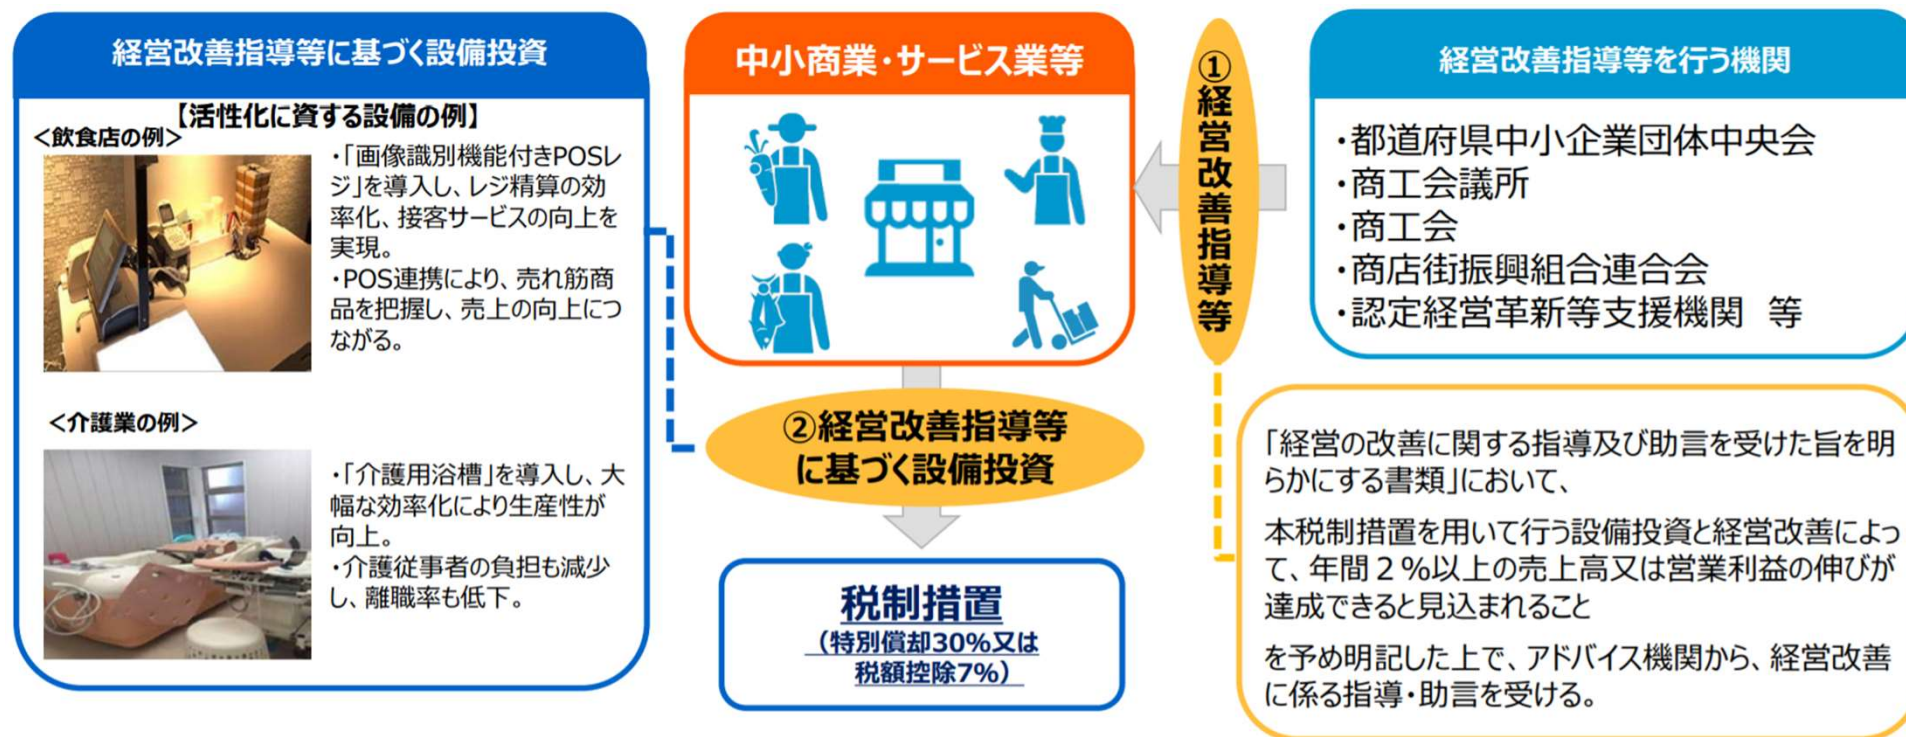 経営改善指導等に基づく設備投資
【活性化に資する設備の例】
<飲食店の例>
・「画像識別機能付きPOSレ
ジ」を導入し、レジ精算の効
率化、接客サービスの向上を
実現。
・POS連携により、売れ筋商
品を把握し、売上の向上につ
ながる。
<介護業の例>
・「介護用浴槽」を導入し、大
幅な効率化により生産性が
向上。
・介護従事者の負担も減少
し、離職率も低下。
中小商業・サービス業等
②経営改善指導等
に基づく設備投資
税制措置
（特別償却30%又は
税額控除7%）
①経営改善指導等
経営改善指導等を行う機関
・都道府県中小企業団体中央会
・商工会議所
・商工会
・商店街振興組合連合会
・認定経営革新等支援機関　等
「経営の改善に関する指導及び助言を受けた旨を明
らかにする書類」において、
本税制措置を用いて行う設備投資と経営改善によっ
て、年間２%以上の売上高又は営業利益の伸びが
達成できると見込まれること
を予め明記した上で、アドバイス機関から、経営改善
に係る指導・助言を受ける。